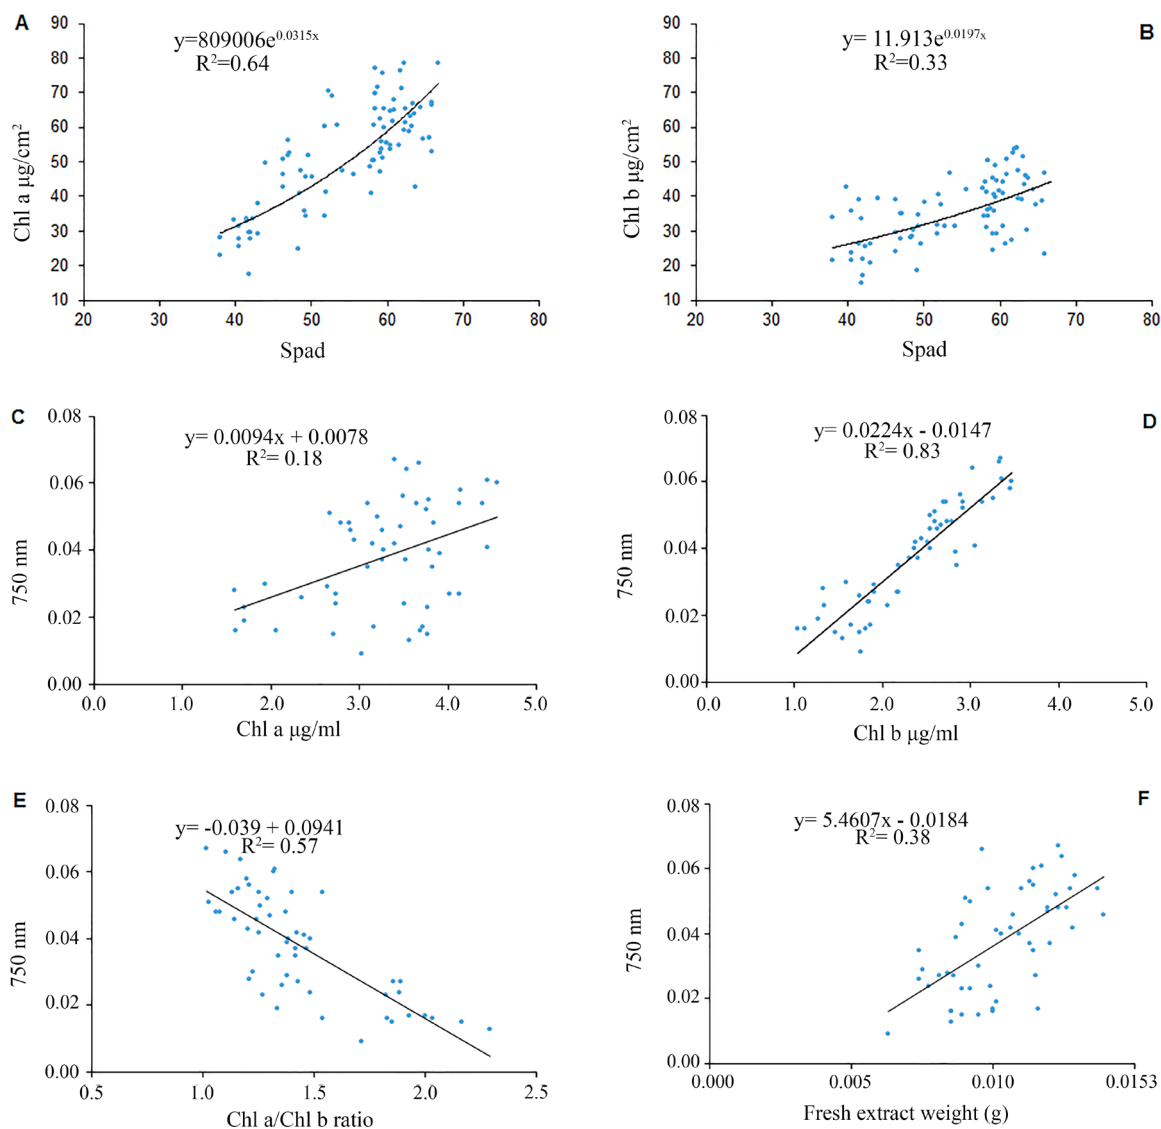 A
y=809006e^0.0315x
R²=0.64
90
80
70
60
50
40
30
20
10
Chl a µg/cm²
20
40
50
60
70
80
Spad
B
y= 11.913e^0.0197x
R²=0.33
90
80
70
60
50
40
30
20
10
Chl b µg/cm²
20
30
40
50
60
70
80
Spad
C
y= 0.0094x + 0.0078
R²= 0.18
0.08
0.06
0.04
0.02
0.00
750 nm
0.0
1.0
2.0
3.0
4.0
5.0
Chl a µg/ml
D
y= 0.0224x - 0.0147
R²= 0.83
0.08
0.06
0.04
0.02
0.00
750 nm
0.0
1.0
2.0
3.0
4.0
5.0
Chl b µg/ml
E
y= -0.039 + 0.0941
R²= 0.57
0.08
0.06
0.04
0.02
0.00
750 nm
0.5
1.0
1.5
2.0
2.5
Chl a/Chl b ratio
F
y= 5.4607x - 0.0184
R²= 0.38
0.08
0.06
0.04
0.02
0.00
750 nm
0.000
0.005
0.010
0.0153
Fresh extract weight (g)